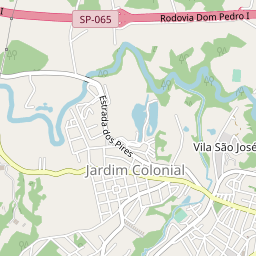 I
SP-065
Rodovia Dom Pedro I
Estrada dos Pires
Vila São José
Jardim Colonial